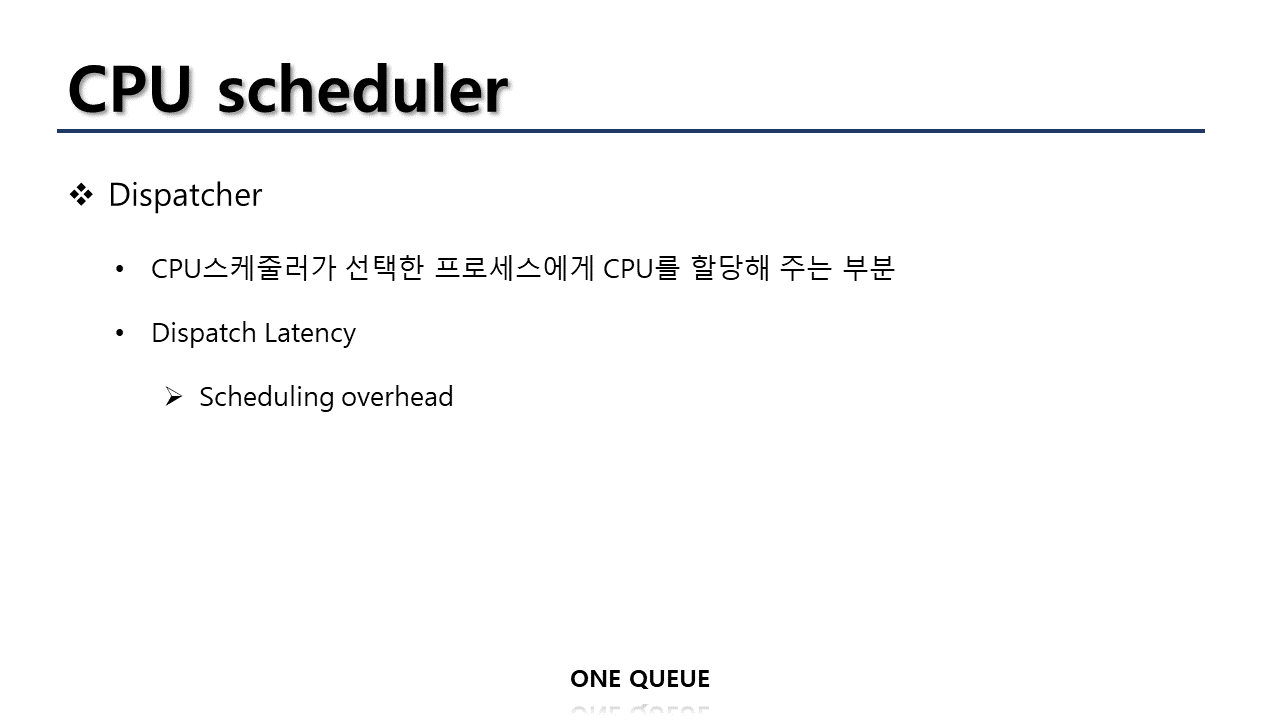 CPU scheduler
❖ Dispatcher
• CPU스케줄러가 선택한 프로세스에게 CPU를 할당해 주는 부분
• Dispatch Latency
➢ Scheduling overhead
ONE QUEUE